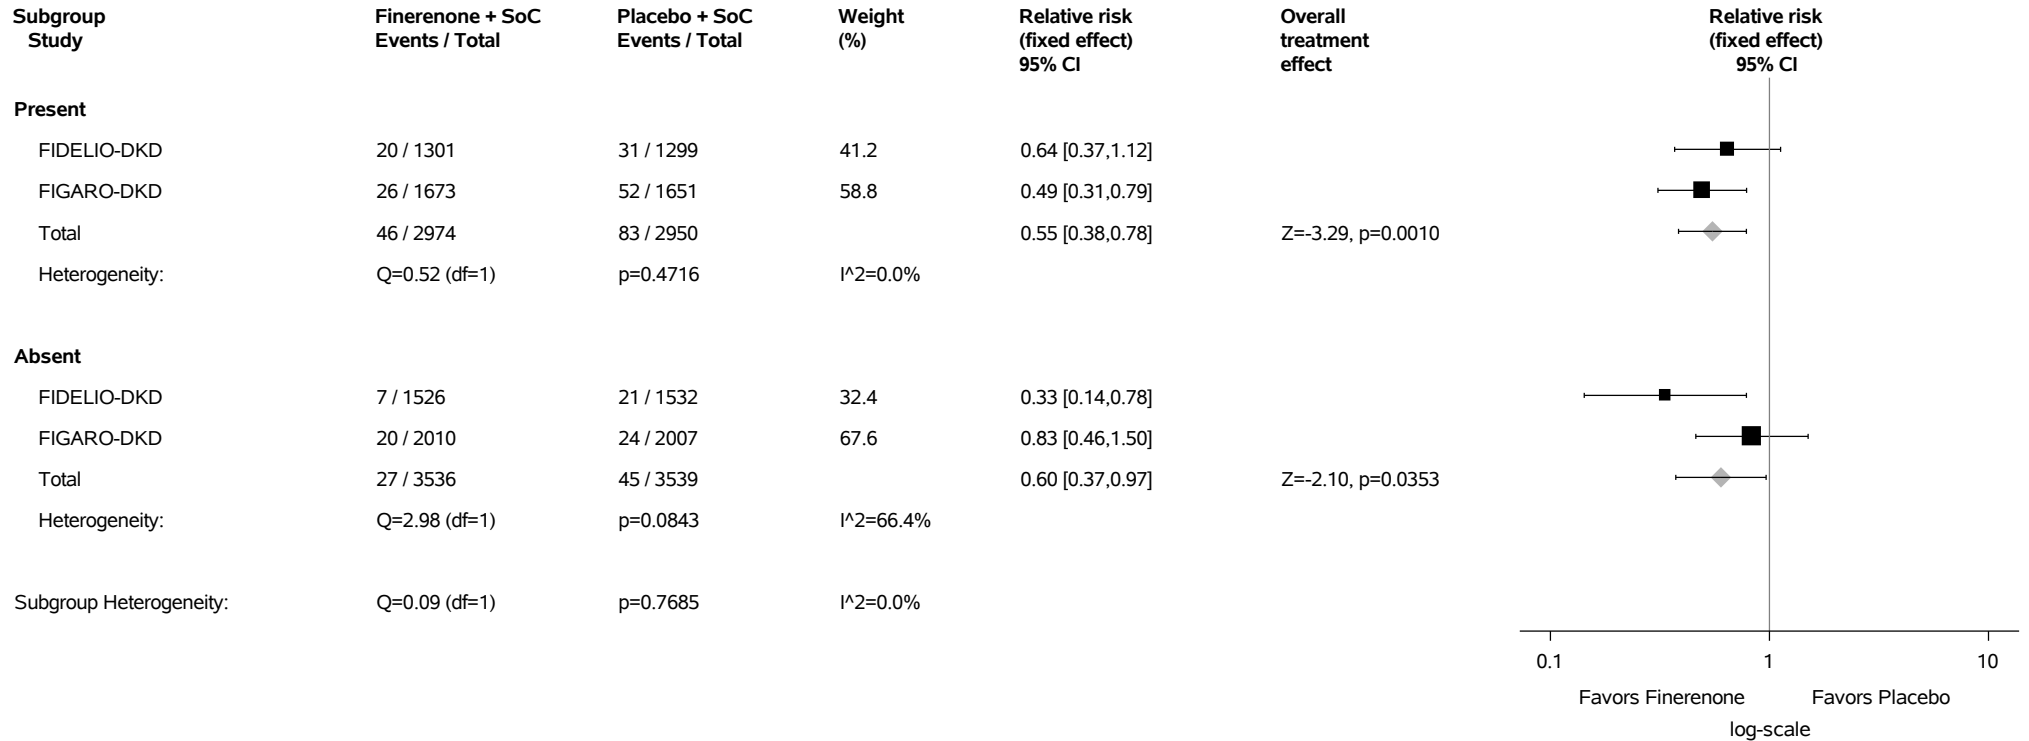 Subgroup Finerenone + SoC Placebo + SoC Weight Relative risk Overall Relative risk
Study Events / Total Events / Total (%) (fixed effect) treatment (fixed effect)
95% CI effect 95% CI
Present
FIDELIO-DKD 20 / 1301 31 / 1299 41.2 0.64 [0.37,1.12]
FIGARO-DKD 26 / 1673 52 / 1651 58.8 0.49 [0.31,0.79]
Total 46 / 2974 83 / 2950 0.55 [0.38,0.78] Z=-3.29, p=0.0010
Heterogeneity: Q=0.52 (df=1) p=0.4716 I^2=0.0%
Absent
FIDELIO-DKD 7 / 1526 21 / 1532 32.4 0.33 [0.14,0.78]
FIGARO-DKD 20 / 2010 24 / 2007 67.6 0.83 [0.46,1.50]
Total 27 / 3536 45 / 3539 0.60 [0.37,0.97] Z=-2.10, p=0.0353
Heterogeneity: Q=2.98 (df=1) p=0.0843 I^2=66.4%
Subgroup Heterogeneity: Q=0.09 (df=1) p=0.7685 I^2=0.0%
0.1 1 10
Favors Finerenone Favors Placebo
log-scale